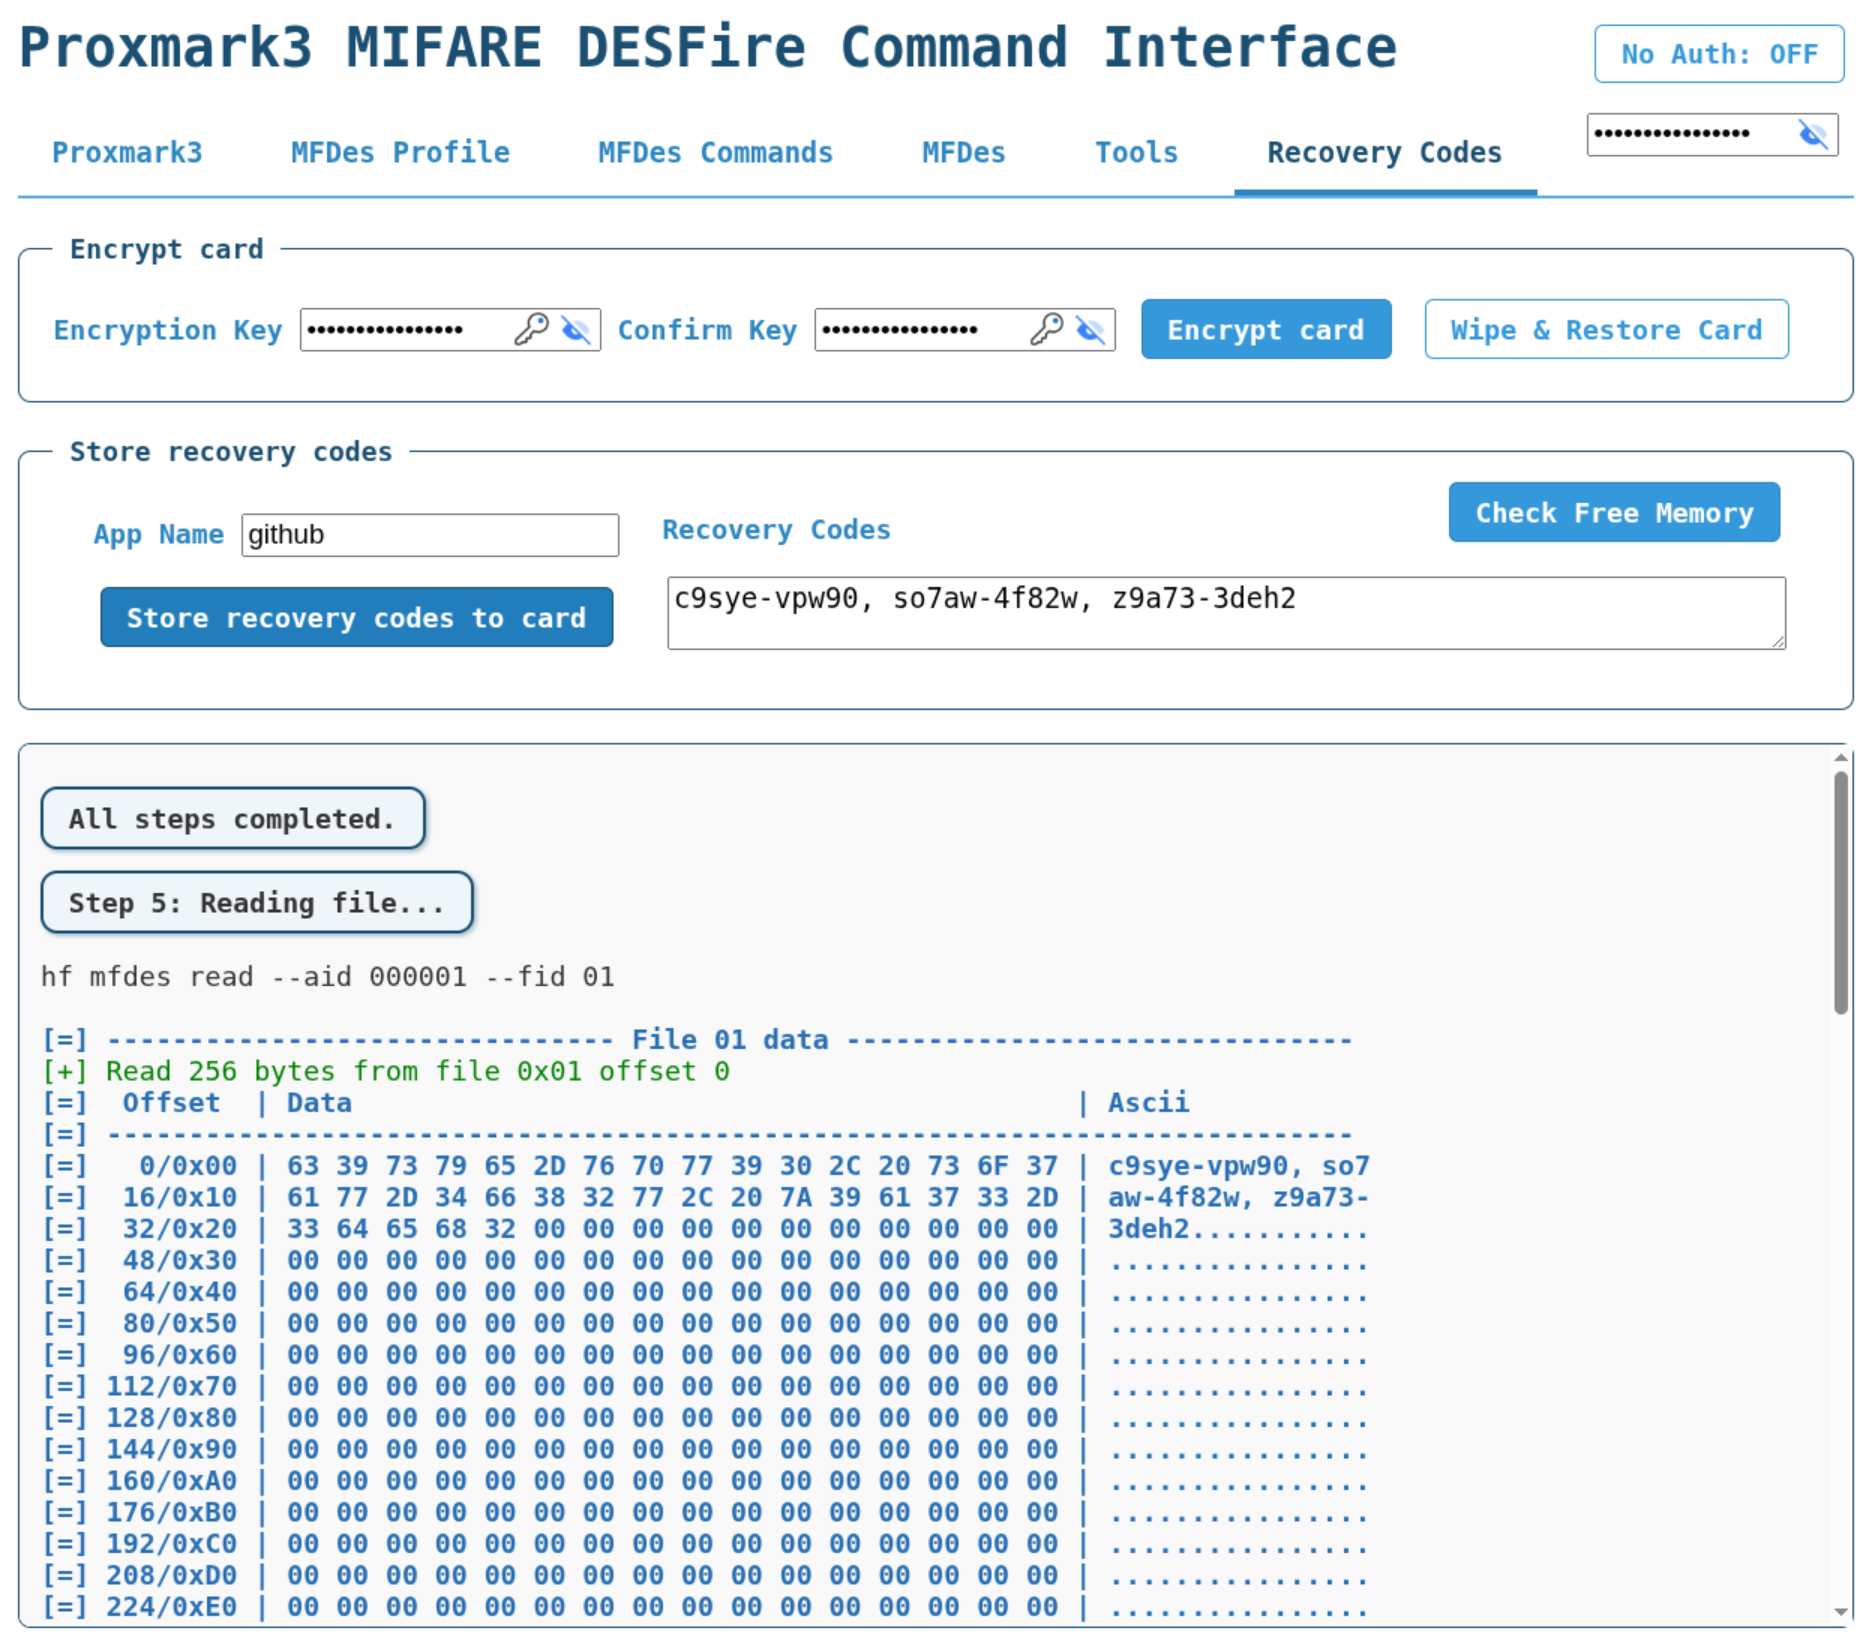 Proxmark3 MIFARE DESFire Command Interface
No Auth: OFF
Proxmark3 MFDes Profile MFDes Commands MFDes Tools Recovery Codes ••••••••••••••••
Encrypt card
Encryption Key •••••••••••••••• Confirm Key •••••••••••••••• Encrypt card Wipe & Restore Card
Store recovery codes
App Name github Recovery Codes Check Free Memory
Store recovery codes to card c9sye-vpw90, so7aw-4f82w, z9a73-3deh2
All steps completed.
Step 5: Reading file...
hf mfdes read --aid 000001 --fid 01
[=] ------------------------------- File 01 data -------------------------------
[+] Read 256 bytes from file 0x01 offset 0
[=]  Offset  | Data                                            | Ascii
[=] ----------------------------------------------------------------------------
[=]   0/0x00 | 63 39 73 79 65 2D 76 70 77 39 30 2C 20 73 6F 37 | c9sye-vpw90, so7
[=]  16/0x10 | 61 77 2D 34 66 38 32 77 2C 20 7A 39 61 37 33 2D | aw-4f82w, z9a73-
[=]  32/0x20 | 33 64 65 68 32 00 00 00 00 00 00 00 00 00 00 00 | 3deh2...........
[=]  48/0x30 | 00 00 00 00 00 00 00 00 00 00 00 00 00 00 00 00 | ................
[=]  64/0x40 | 00 00 00 00 00 00 00 00 00 00 00 00 00 00 00 00 | ................
[=]  80/0x50 | 00 00 00 00 00 00 00 00 00 00 00 00 00 00 00 00 | ................
[=]  96/0x60 | 00 00 00 00 00 00 00 00 00 00 00 00 00 00 00 00 | ................
[=] 112/0x70 | 00 00 00 00 00 00 00 00 00 00 00 00 00 00 00 00 | ................
[=] 128/0x80 | 00 00 00 00 00 00 00 00 00 00 00 00 00 00 00 00 | ................
[=] 144/0x90 | 00 00 00 00 00 00 00 00 00 00 00 00 00 00 00 00 | ................
[=] 160/0xA0 | 00 00 00 00 00 00 00 00 00 00 00 00 00 00 00 00 | ................
[=] 176/0xB0 | 00 00 00 00 00 00 00 00 00 00 00 00 00 00 00 00 | ................
[=] 192/0xC0 | 00 00 00 00 00 00 00 00 00 00 00 00 00 00 00 00 | ................
[=] 208/0xD0 | 00 00 00 00 00 00 00 00 00 00 00 00 00 00 00 00 | ................
[=] 224/0xE0 | 00 00 00 00 00 00 00 00 00 00 00 00 00 00 00 00 | ................